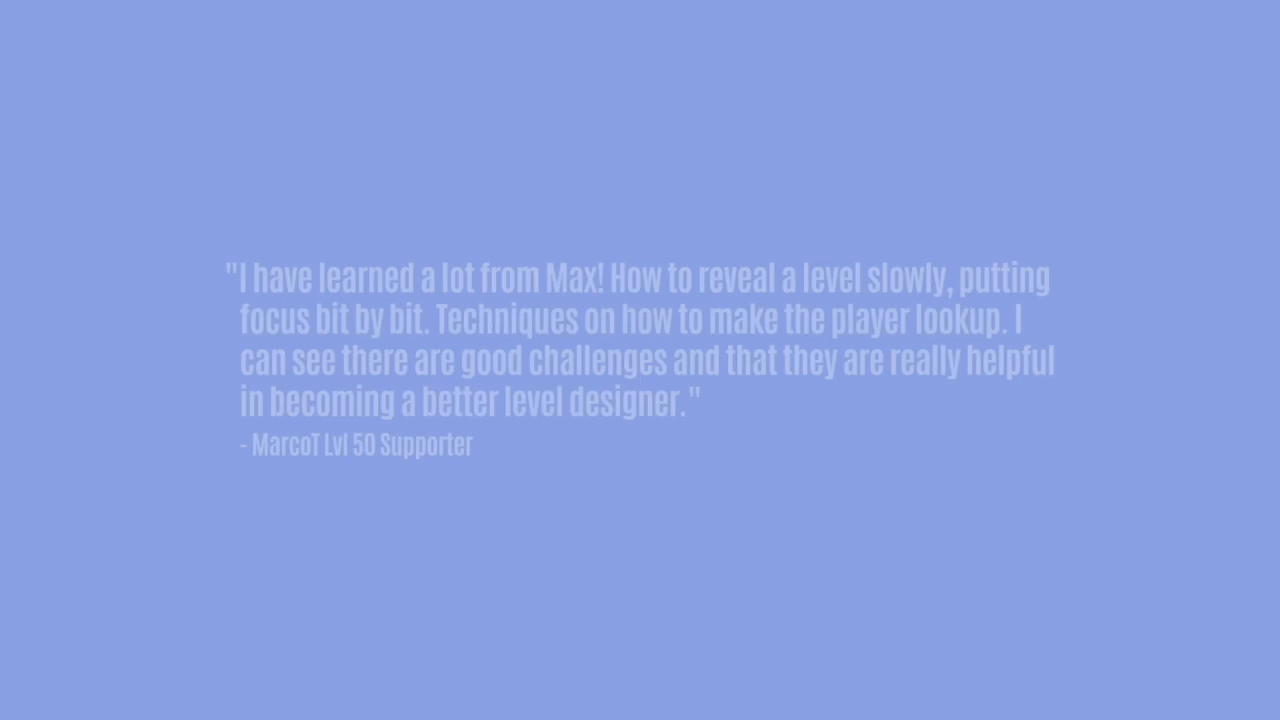 "I have learned a lot from Max! How to reveal a level slowly, putting
focus bit by bit. Techniques on how to make the player lookup. I
can see there are good challenges and that they are really helpful
in becoming a better level designer."
- MarcoT Lvl 50 Supporter